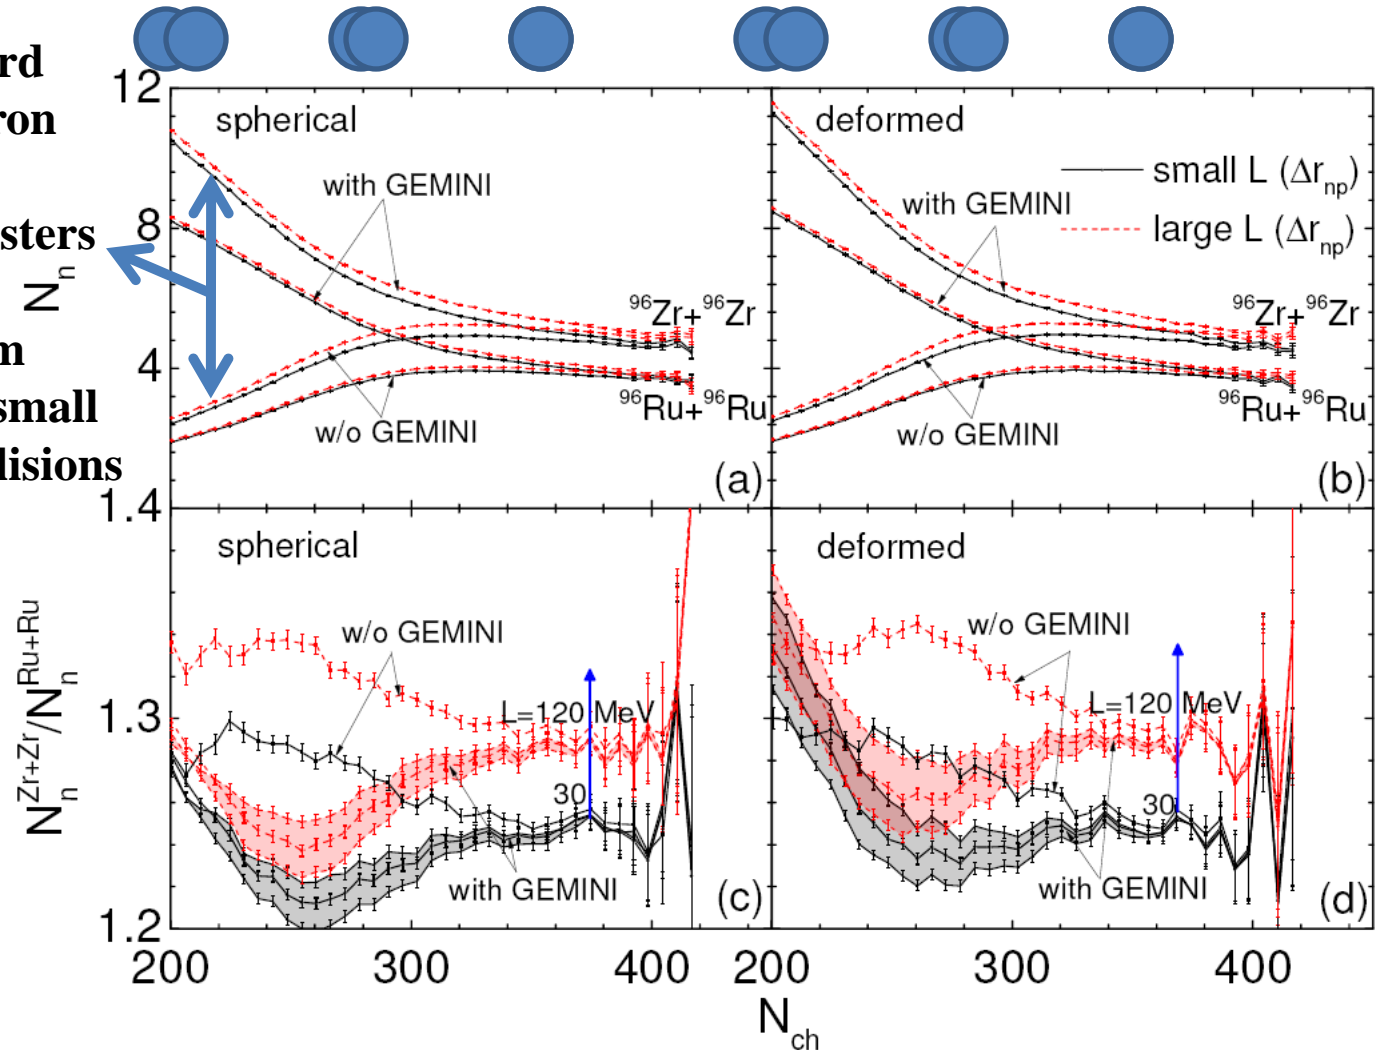 rd
ron
sters
m
small
lisions
12
8
4
N_n
spherical
with GEMINI
^96Zr+^96Zr
w/o GEMINI
^96Ru+^96Ru
(a)
deformed
small L (Δr_np)
large L (Δr_np)
with GEMINI
^96Zr+^96Zr
w/o GEMINI
^96Ru+^96Ru
(b)
1.4
1.3
1.2
N_n^Zr+Zr/N_n^Ru+Ru
spherical
w/o GEMINI
L=120 MeV
30
with GEMINI
(c)
deformed
w/o GEMINI
L=120 MeV
30
with GEMINI
(d)
200 300 400 200 300 400
N_ch